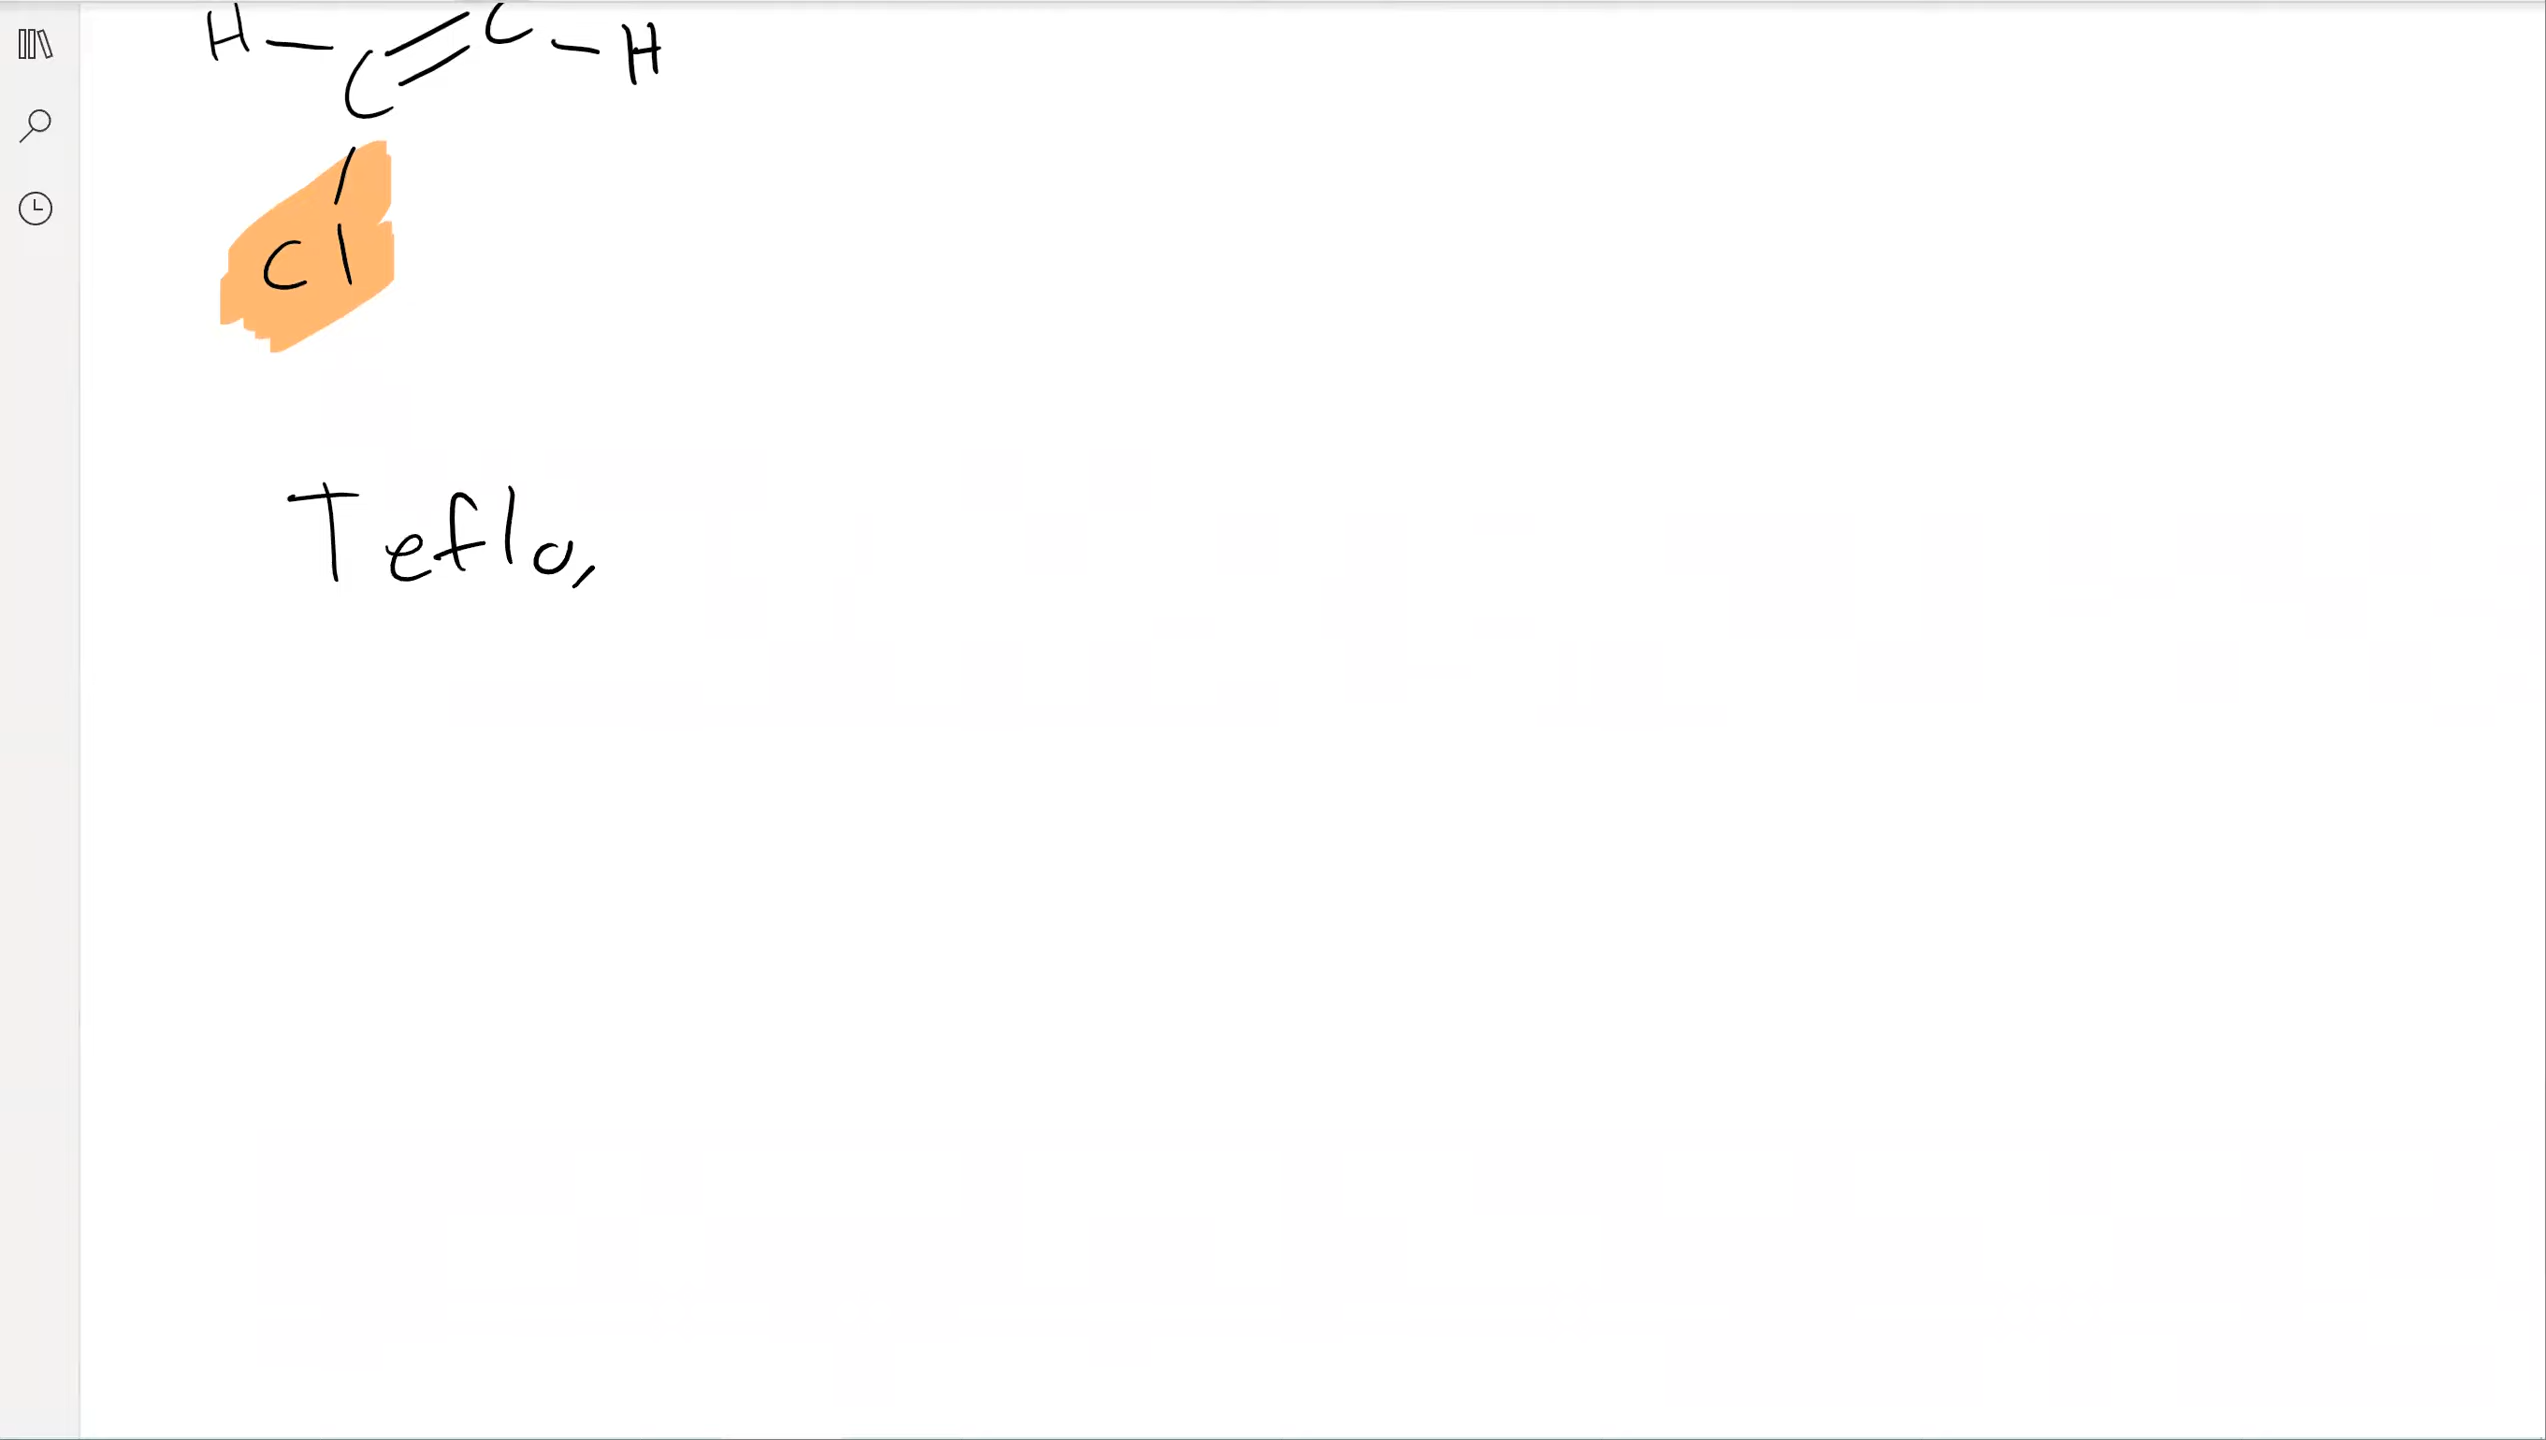 H — C = C — H
Cl
Teflo,